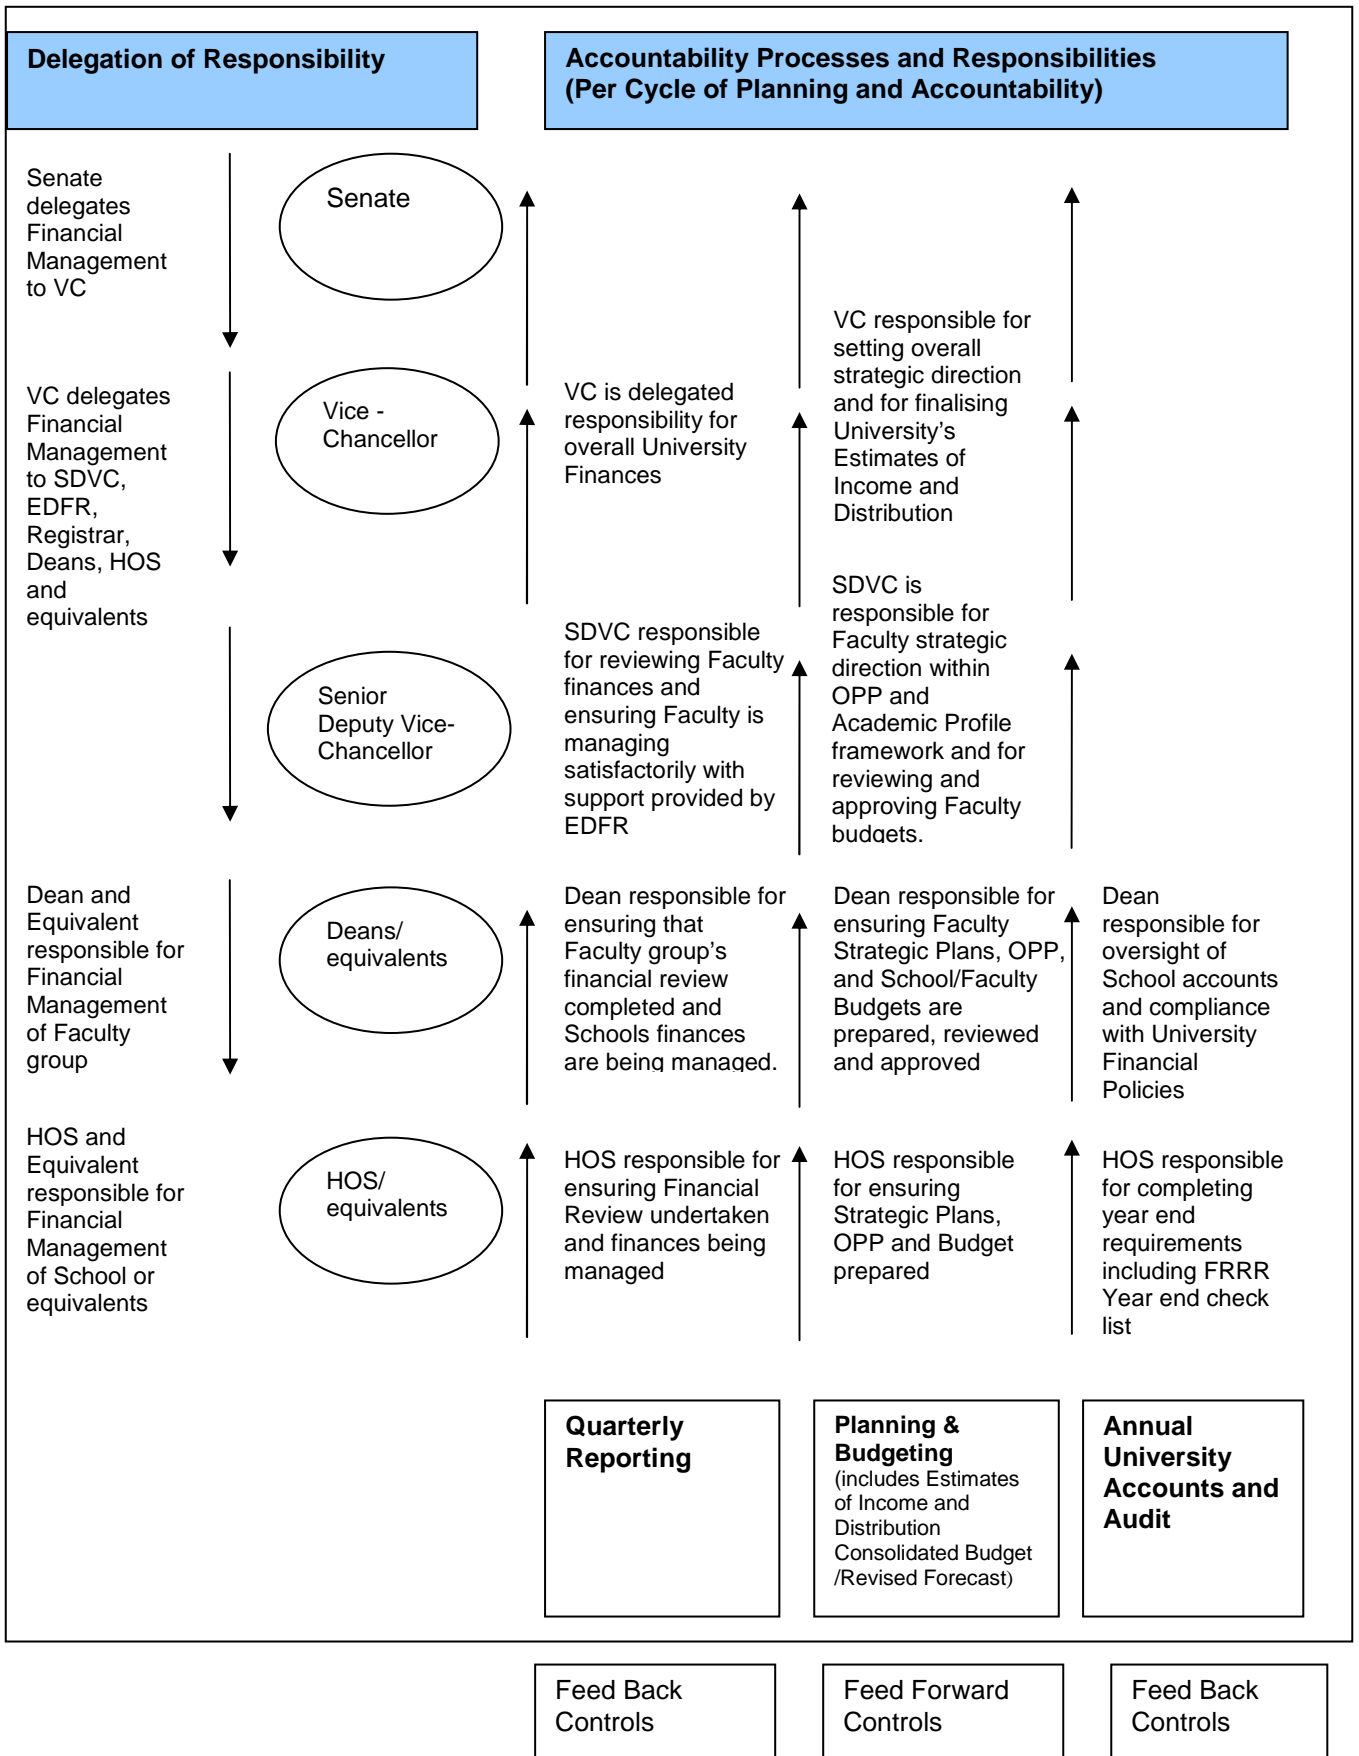 Delegation of Responsibility
Accountability Processes and Responsibilities
(Per Cycle of Planning and Accountability)
Senate
delegates
Financial
Management
to VC
Senate
VC responsible for
setting overall
strategic direction
and for finalising
University's
Estimates of
Income and
Distribution
VC delegates
Financial
Management
to SDVC,
EDFR,
Registrar,
Deans, HOS
and
equivalents
Vice -
Chancellor
VC is delegated
responsibility for
overall University
Finances
SDVC is
responsible for
Faculty strategic
direction within
OPP and
Academic Profile
framework and for
reviewing and
approving Faculty
budgets.
Senior
Deputy Vice-
Chancellor
SDVC responsible
for reviewing Faculty
finances and
ensuring Faculty is
managing
satisfactorily with
support provided by
EDFR
Dean and
Equivalent
responsible for
Financial
Management
of Faculty
group
Deans/
equivalents
Dean responsible for
ensuring that
Faculty group's
financial review
completed and
Schools finances
are being managed.
Dean responsible for
ensuring Faculty
Strategic Plans, OPP,
and School/Faculty
Budgets are
prepared, reviewed
and approved
Dean
responsible for
oversight of
School accounts
and compliance
with University
Financial
Policies
HOS and
Equivalent
responsible for
Financial
Management
of School or
equivalents
HOS/
equivalents
HOS responsible for
ensuring Financial
Review undertaken
and finances being
managed
HOS responsible
for ensuring
Strategic Plans,
OPP and Budget
prepared
HOS responsible
for completing
year end
requirements
including FRRR
Year end check
list
Quarterly
Reporting
Planning &
Budgeting
(includes Estimates
of Income and
Distribution
Consolidated Budget
/Revised Forecast)
Annual
University
Accounts and
Audit
Feed Back
Controls
Feed Forward
Controls
Feed Back
Controls